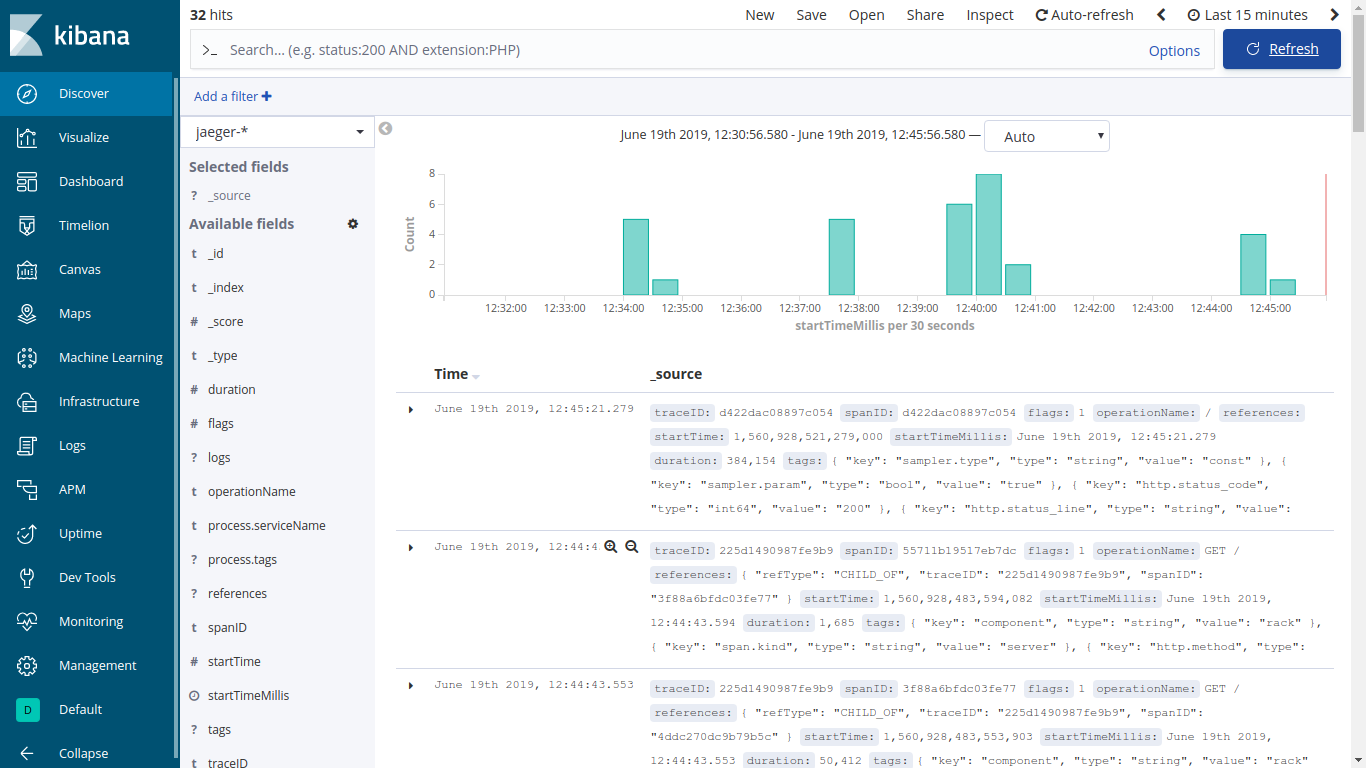 kibana
Discover
Visualize
Dashboard
Timelion
Canvas
Maps
Machine Learning
Infrastructure
Logs
APM
Uptime
Dev Tools
Monitoring
Management
D Default
Collapse
32 hits
New Save Open Share Inspect Auto-refresh Last 15 minutes
>_ Search... (e.g. status:200 AND extension:PHP) Options Refresh
Add a filter +
jaeger-*
Selected fields
? _source
Available fields
t _id
t _index
# _score
t _type
# duration
# flags
? logs
t operationName
t process.serviceName
? process.tags
? references
t spanID
# startTime
startTimeMillis
? tags
t traceID
June 19th 2019, 12:30:56.580 - June 19th 2019, 12:45:56.580 — Auto
Count
8
6
4
2
0
12:32:00 12:33:00 12:34:00 12:35:00 12:36:00 12:37:00 12:38:00 12:39:00 12:40:00 12:41:00 12:42:00 12:43:00 12:44:00 12:45:00
startTimeMillis per 30 seconds
Time _source
June 19th 2019, 12:45:21.279
traceID: d422dac08897c054 spanID: d422dac08897c054 flags: 1 operationName: / references:
startTime: 1,560,928,521,279,000 startTimeMillis: June 19th 2019, 12:45:21.279
duration: 384,154 tags: { "key": "sampler.type", "type": "string", "value": "const" }, {
"key": "sampler.param", "type": "bool", "value": "true" }, { "key": "http.status_code",
"type": "int64", "value": "200" }, { "key": "http.status_line", "type": "string", "value":
June 19th 2019, 12:44:4
traceID: 225d1490987fe9b9 spanID: 55711b19517eb7dc flags: 1 operationName: GET /
references: { "refType": "CHILD_OF", "traceID": "225d1490987fe9b9", "spanID":
"3f88a6bfdc03fe77" } startTime: 1,560,928,483,594,082 startTimeMillis: June 19th 2019,
12:44:43.594 duration: 1,685 tags: { "key": "component", "type": "string", "value": "rack" },
{ "key": "span.kind", "type": "string", "value": "server" }, { "key": "http.method", "type":
June 19th 2019, 12:44:43.553
traceID: 225d1490987fe9b9 spanID: 3f88a6bfdc03fe77 flags: 1 operationName: GET /
references: { "refType": "CHILD_OF", "traceID": "225d1490987fe9b9", "spanID":
"4ddc270dc9b79b5c" } startTime: 1,560,928,483,553,903 startTimeMillis: June 19th 2019,
12:44:43.553 duration: 50,412 tags: { "key": "component", "type": "string", "value": "rack"